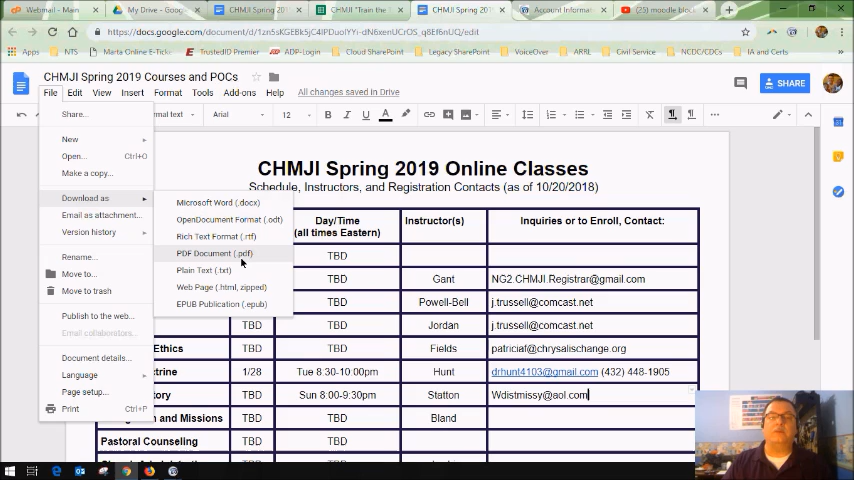 Webmail - Main
My Drive - Google
CHMJI Spring 2019
CHMJI "Train the
CHMJI Spring 2019
Account Informat
(25) moodle block
https://docs.google.com/document/d/
/edit
Apps
NTS
Marta Online E-Ticke
TrustedID Premier
ADP-Login
Cloud SharePoint
Legacy SharePoint
VoiceOver
ARRL
Civil Service
NCDC/CDCs
IA and Certs
CHMJI Spring 2019 Courses and POCs
File Edit View Insert Format Tools Add-ons Help All changes saved in Drive
SHARE
Arial 12 B I U A
Share...
New
Open... Ctrl+O
Make a copy...
Download as
Email as attachment...
Version history
Rename...
Move to...
Move to trash
Publish to the web...
Email collaborators...
Document details...
Language
Page setup...
Print Ctrl+P
Microsoft Word (.docx)
OpenDocument Format (.odt)
Rich Text Format (.rtf)
PDF Document (.pdf)
Plain Text (.txt)
Web Page (.html, zipped)
EPUB Publication (.epub)
CHMJI Spring 2019 Online Classes
Schedule, Instructors, and Registration Contacts (as of 10/20/2018)
Day/Time
(all times Eastern)
Instructor(s)
Inquiries or to Enroll, Contact:
TBD
TBD Gant NG2.CHMJI.Registrar@gmail.com
TBD Powell-Bell j.trussell@comcast.net
TBD TBD Jordan j.trussell@comcast.net
Ethics TBD TBD Fields patriciaf@chrysalischange.org
1/28 Tue 8:30-10:00pm Hunt drhunt4103@gmail.com (432) 448-1905
TBD Sun 8:00-9:30pm Statton Wdistmissy@aol.com
and Missions TBD TBD Bland
Pastoral Counseling TBD TBD
TBD TBD